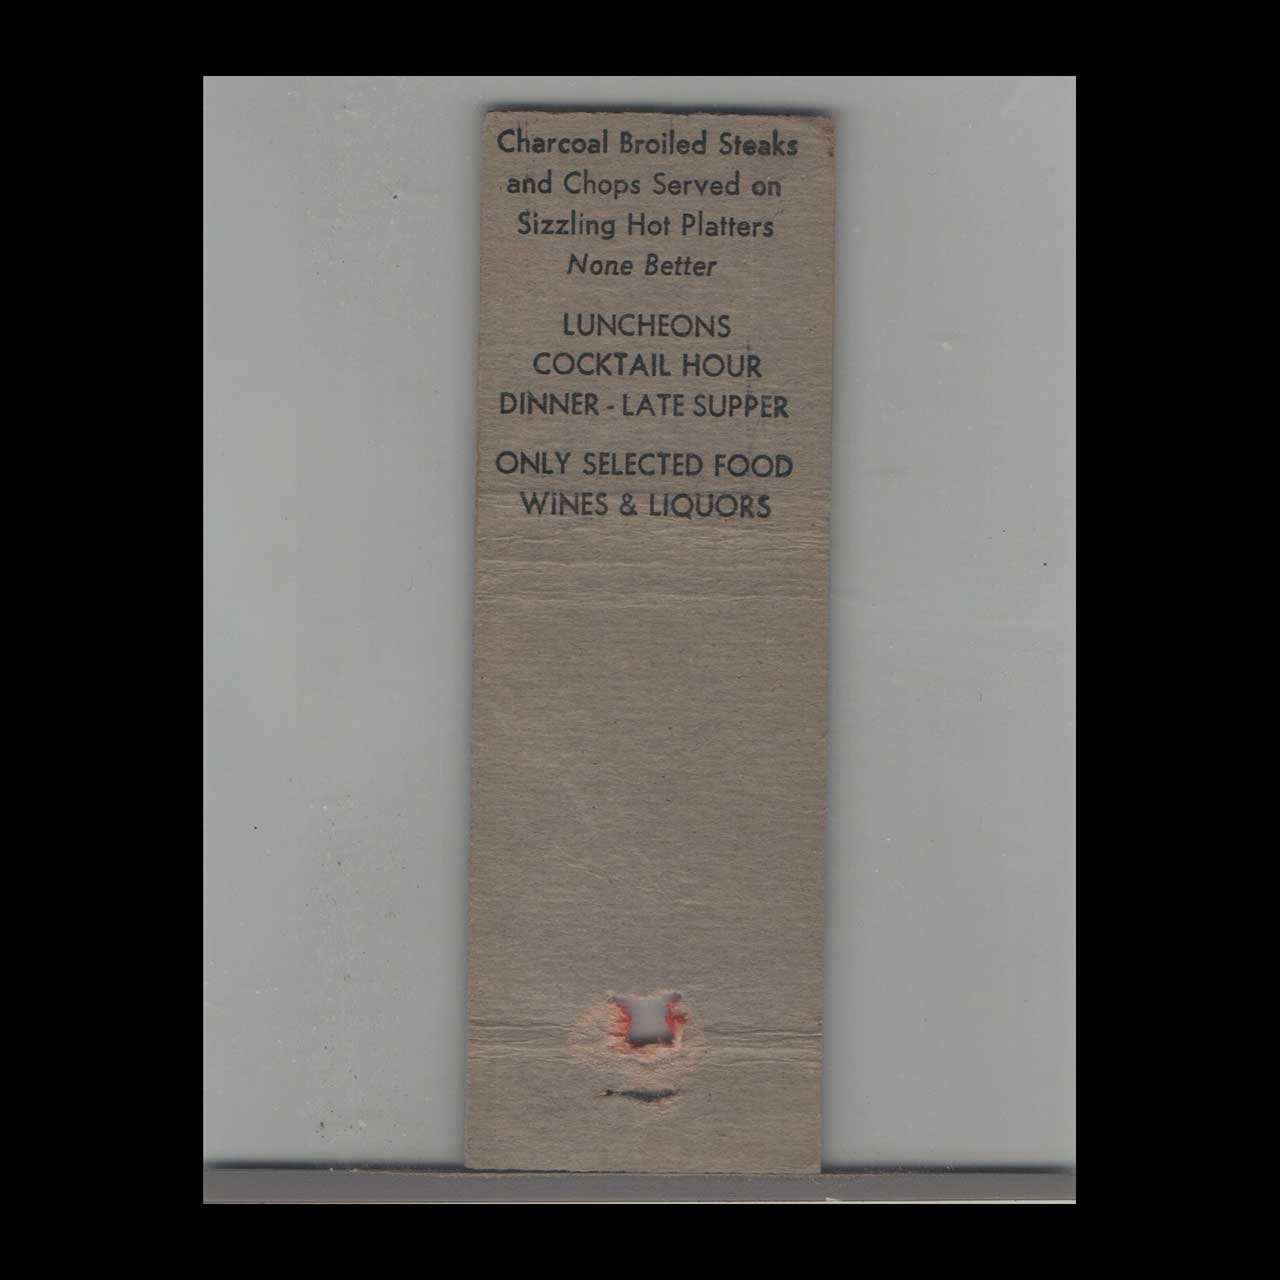 Charcoal Broiled Steaks
and Chops Served on
Sizzling Hot Platters
None Better
LUNCHEONS
COCKTAIL HOUR
DINNER - LATE SUPPER
ONLY SELECTED FOOD
WINES & LIQUORS